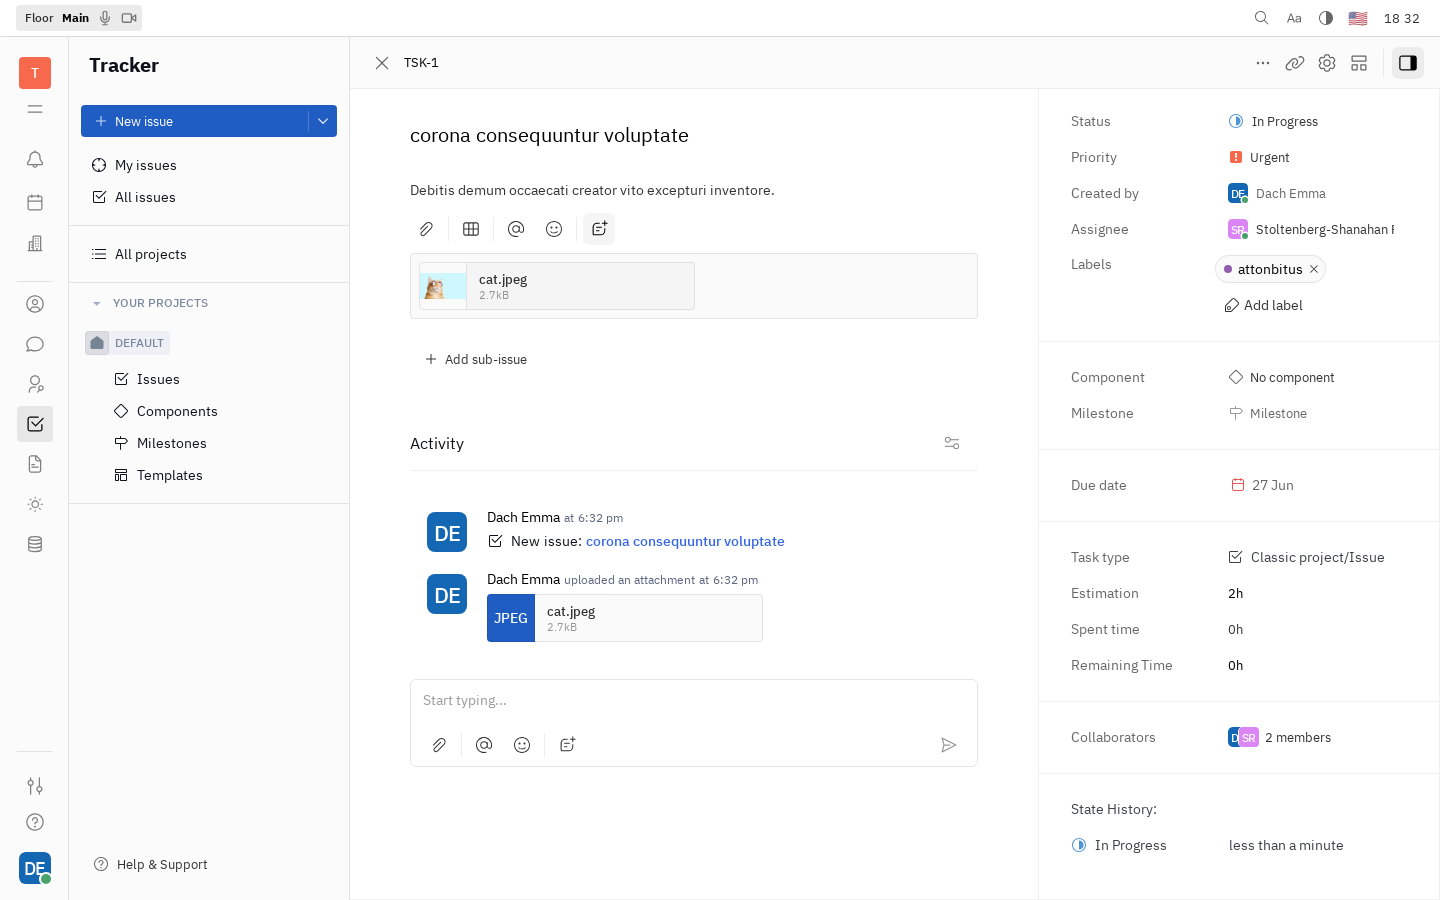 Floor Main
Aa
18 32
T
Tracker
New issue
My issues
All issues
All projects
YOUR PROJECTS
DEFAULT
Issues
Components
Milestones
Templates
Help & Support
DE
TSK-1
corona consequuntur voluptate
Debitis demum occaecati creator vito excepturi inventore.
cat.jpeg
2.7kB
Add sub-issue
Activity
DE
Dach Emma at 6:32 pm
New issue: corona consequuntur voluptate
DE
Dach Emma uploaded an attachment at 6:32 pm
JPEG
cat.jpeg
2.7kB
Start typing...
Status
In Progress
Priority
Urgent
Created by
DE Dach Emma
Assignee
SR Stoltenberg-Shanahan
Labels
attonbitus
Add label
Component
No component
Milestone
Milestone
Due date
27 Jun
Task type
Classic project/Issue
Estimation
2h
Spent time
0h
Remaining Time
0h
Collaborators
SR 2 members
State History:
In Progress
less than a minute